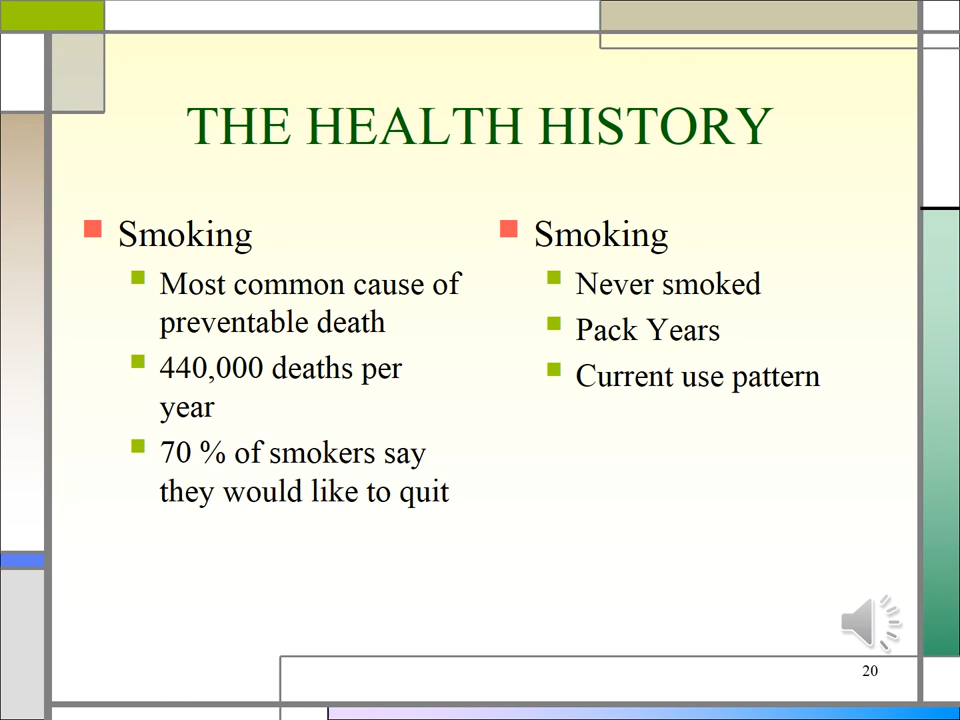 THE HEALTH HISTORY
Smoking
Most common cause of
preventable death
440,000 deaths per
year
70 % of smokers say
they would like to quit
Smoking
Never smoked
Pack Years
Current use pattern
20